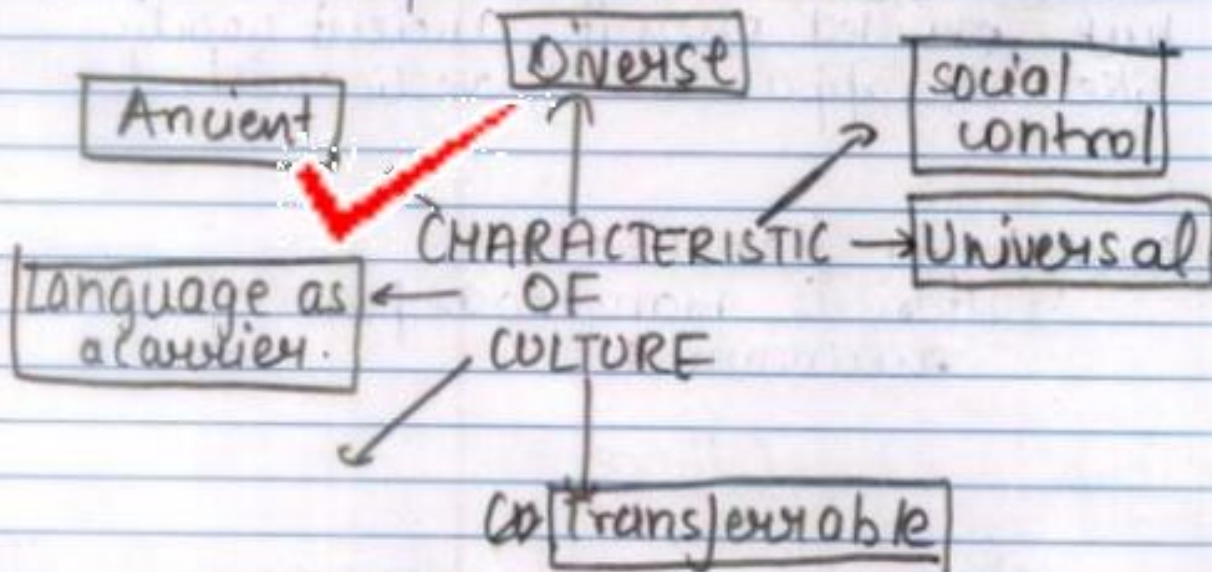 Diverse
Ancient
social
control
CHARACTERISTIC
Universal
Language as
a carrier.
OF
CULTURE
Transferrable